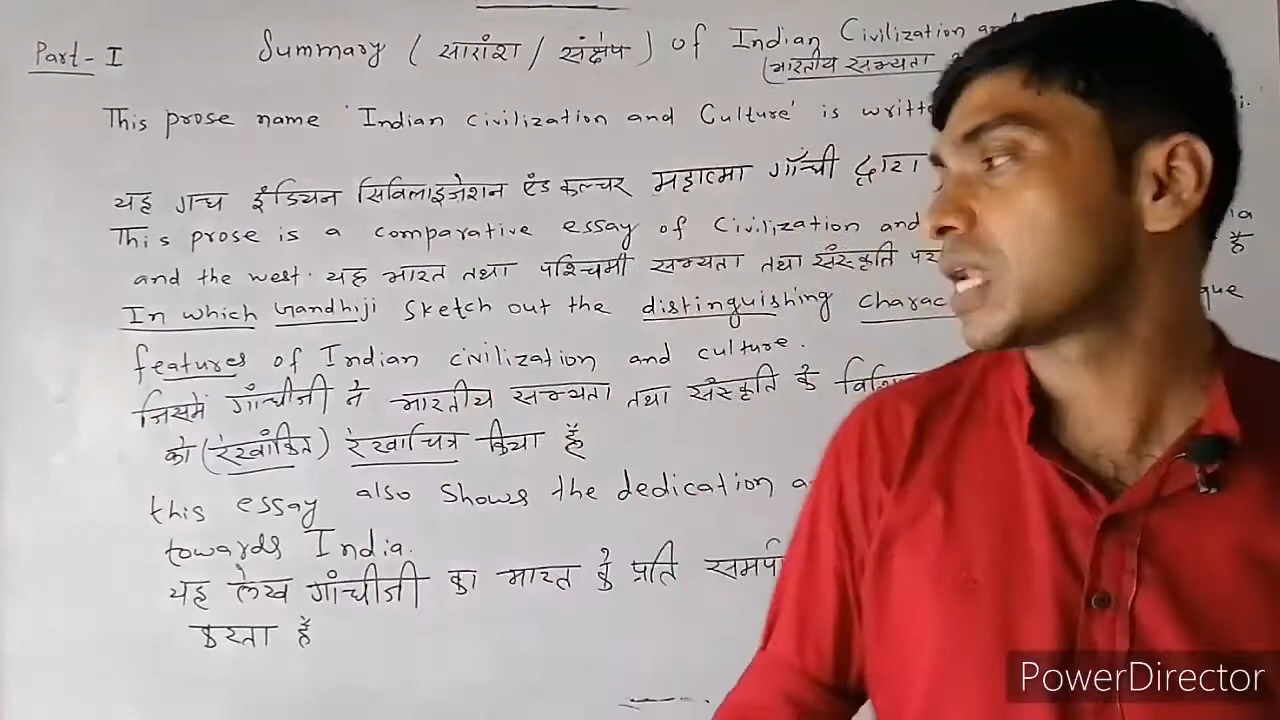 Part-I
Summary (सारांश / संक्षेप) of Indian Civilization
(भारतीय सभ्यता
This prose name 'Indian civilization and Culture' is
यह गद्य इंडियन सिविलाइजेशन एंड कल्चर महात्मा गाँधी द्वारा
This prose is a comparative essay of Civilization and
and the west. यह भारत तथा पश्चिमी सभ्यता तथा संस्कृति पर है
In which Gandhiji Sketch out the distinguishing
features of Indian civilization and culture.
जिसमें गाँधीजी ने भारतीय सभ्यता तथा संस्कृति के
को (रेखांकित) रेखाचित्र किया है
this essay also Shows the dedication
towards India.
यह लेख गांधीजी का भारत के प्रति
करता है
PowerDirector